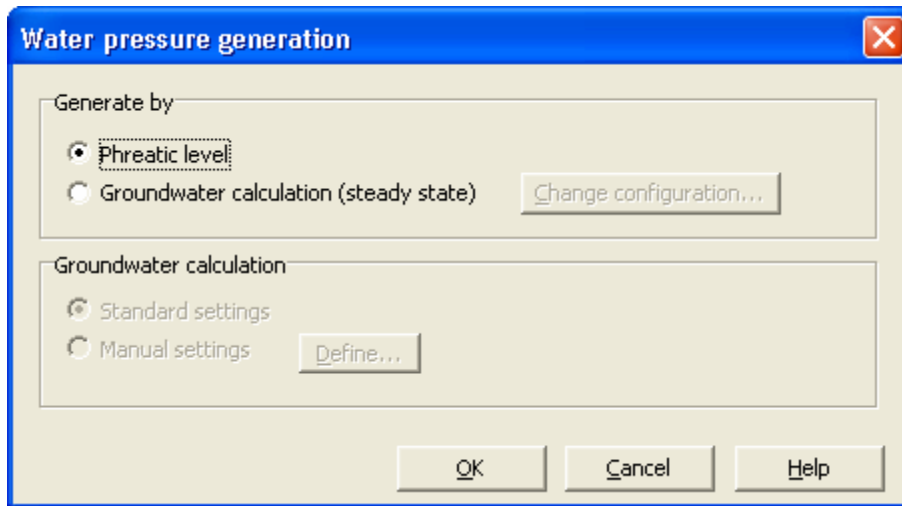 Water pressure generation
Generate by
Phreatic level
Groundwater calculation (steady state) Change configuration...
Groundwater calculation
Standard settings
Manual settings Define...
OK Cancel Help